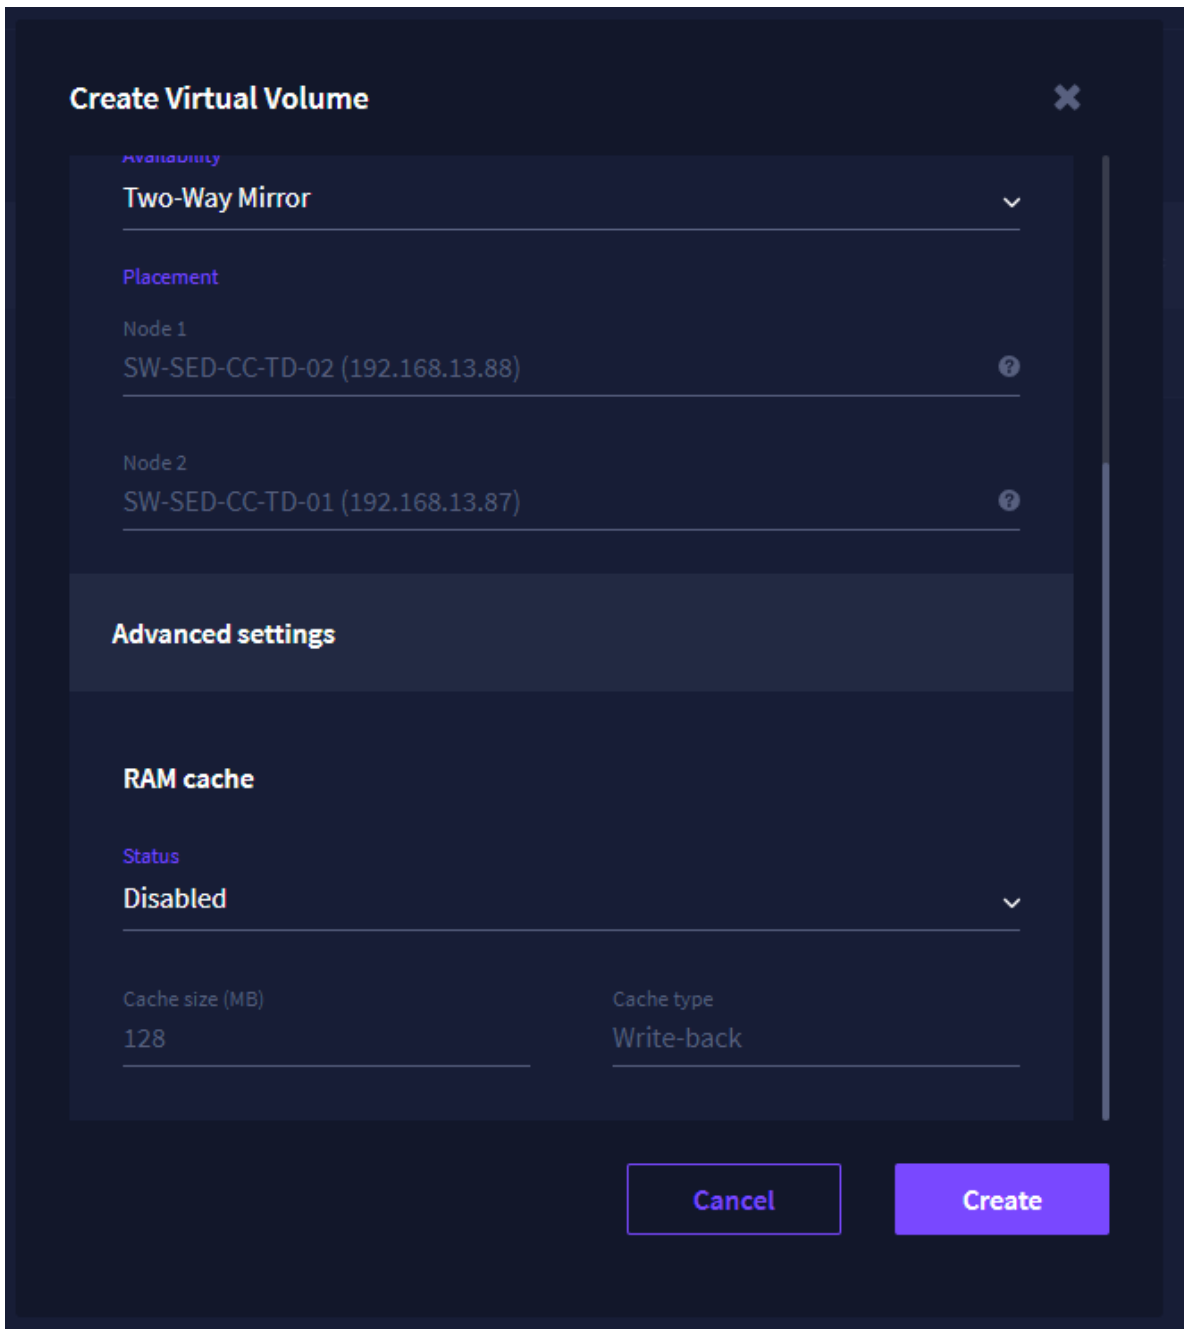 Create Virtual Volume
Availability
Two-Way Mirror
Placement
Node 1
SW-SED-CC-TD-02 (192.168.13.88)
Node 2
SW-SED-CC-TD-01 (192.168.13.87)
Advanced settings
RAM cache
Status
Disabled
Cache size (MB)
Cache type
128
Write-back
Cancel
Create